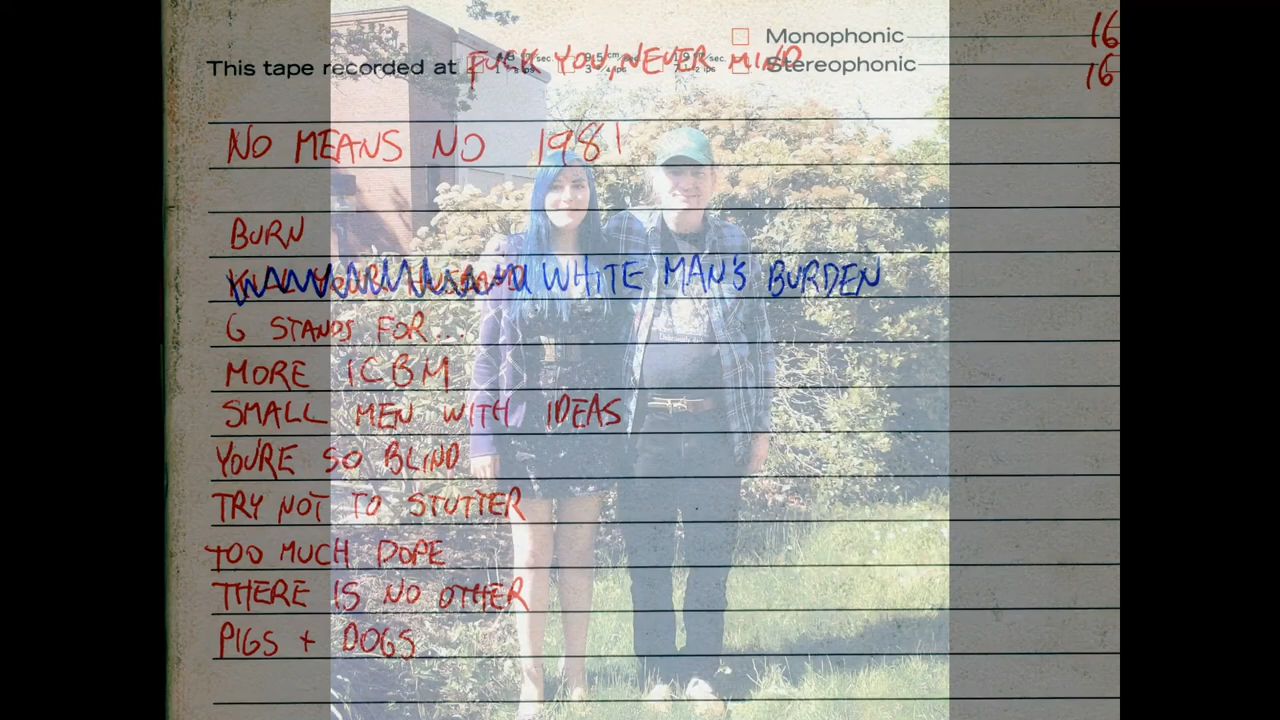 Monophonic 16
This tape recorded at FUCK YOU, NEVER MIND Stereophonic 16
NO MEANS NO 1981
BURN
WHITE MAN'S BURDEN
6 STANDS FOR...
MORE ICBM
SMALL MEN WITH IDEAS
YOU'RE SO BLIND
TRY NOT TO STUTTER
TOO MUCH DOPE
THERE IS NO OTHER
PIGS + DOGS